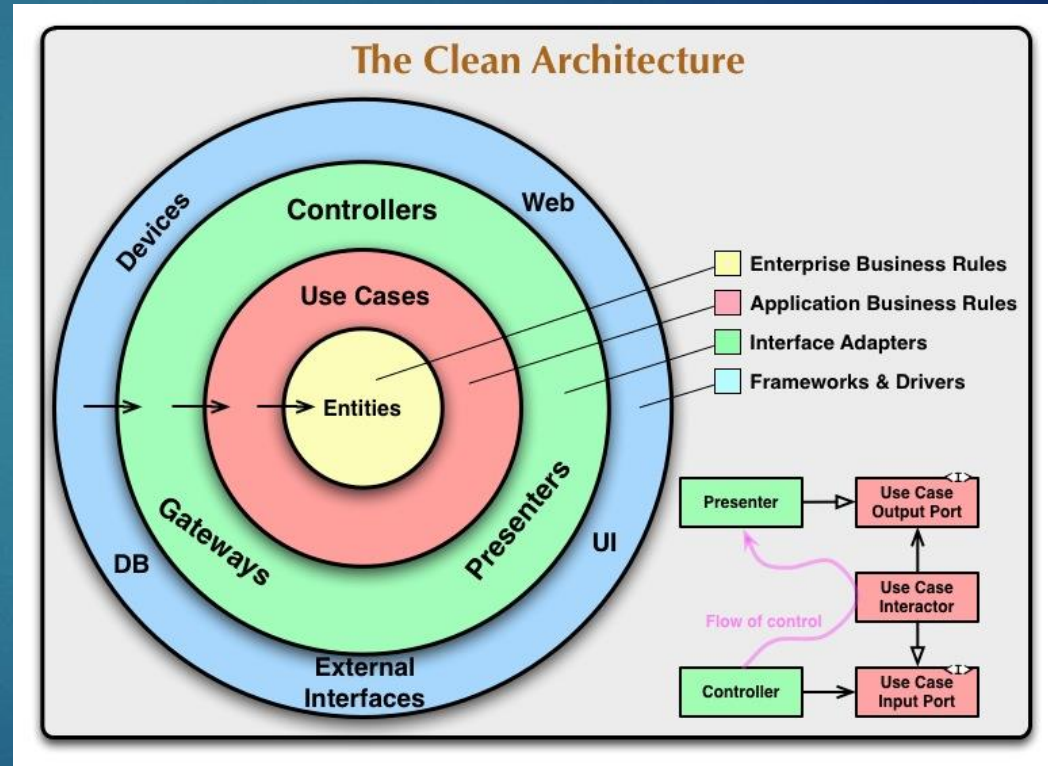 The Clean Architecture
Devices
Web
Controllers
Use Cases
Entities
Gateways
Presenters
DB
UI
External
Interfaces
Enterprise Business Rules
Application Business Rules
Interface Adapters
Frameworks & Drivers
Presenter
<I>
Use Case
Output Port
Flow of control
Use Case
Interactor
Controller
<I>
Use Case
Input Port